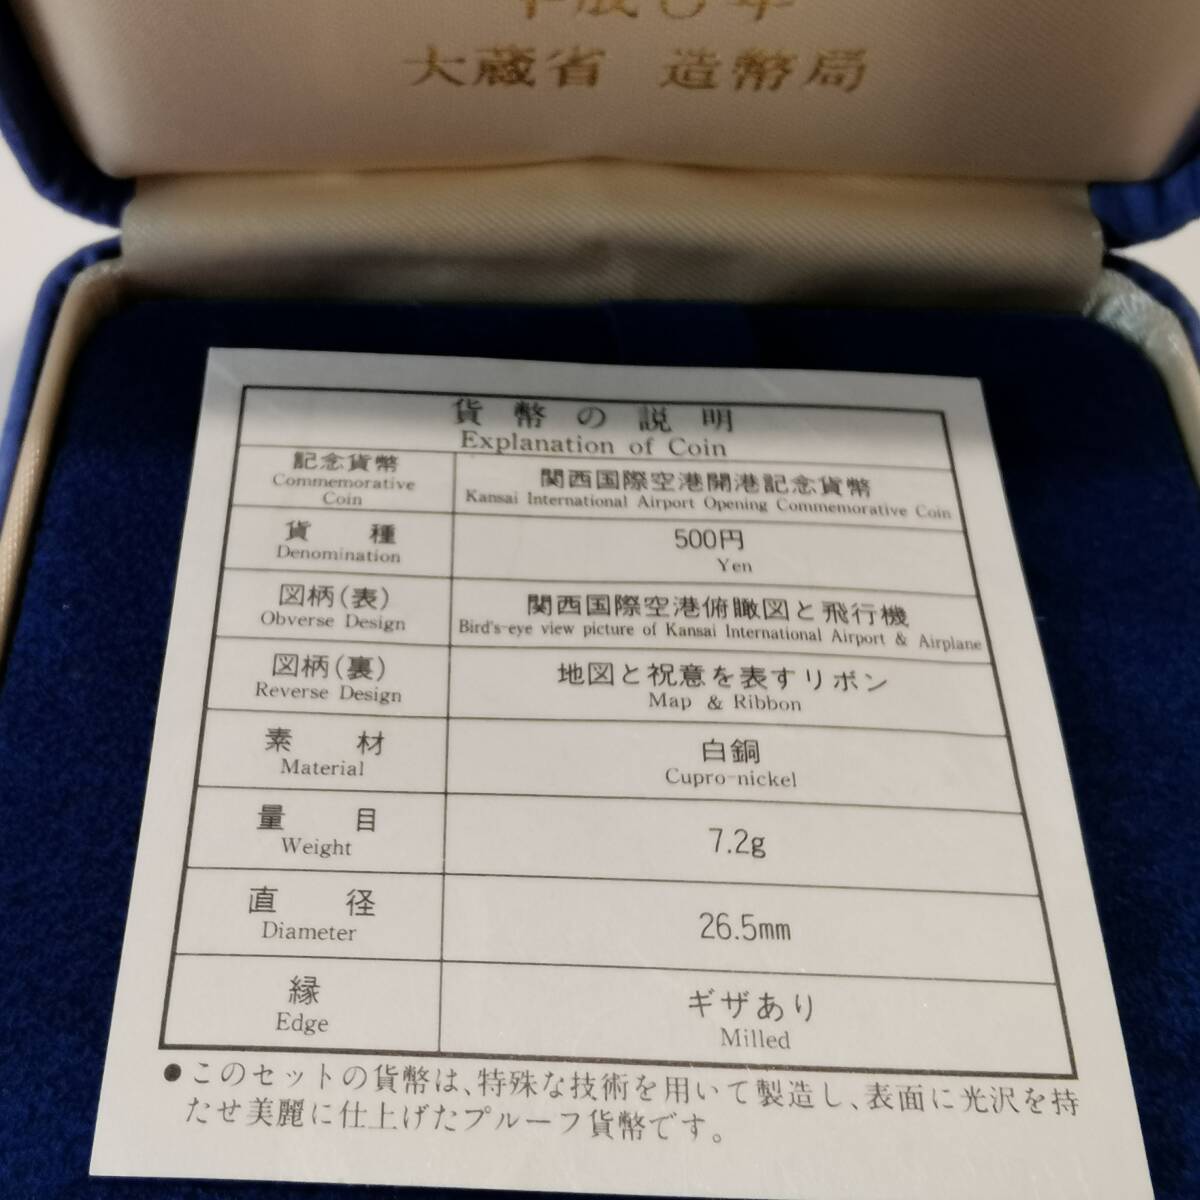 大蔵省 造幣局
貨幣の説明
Explanation of Coin
記念貨幣
Commemorative
Coin
関西国際空港開港記念貨幣
Kansai International Airport Opening Commemorative Coin
貨種
Denomination
500円
Yen
図柄(表)
Obverse Design
関西国際空港俯瞰図と飛行機
Bird's-eye view picture of Kansai International Airport & Airplane
図柄(裏)
Reverse Design
地図と祝意を表すリボン
Map & Ribbon
素材
Material
白銅
Cupro-nickel
量目
Weight
7.2g
直径
Diameter
26.5mm
縁
Edge
ギザあり
Milled
●このセットの貨幣は、特殊な技術を用いて製造し、表面に光沢を持
たせ美麗に仕上げたプルーフ貨幣です。